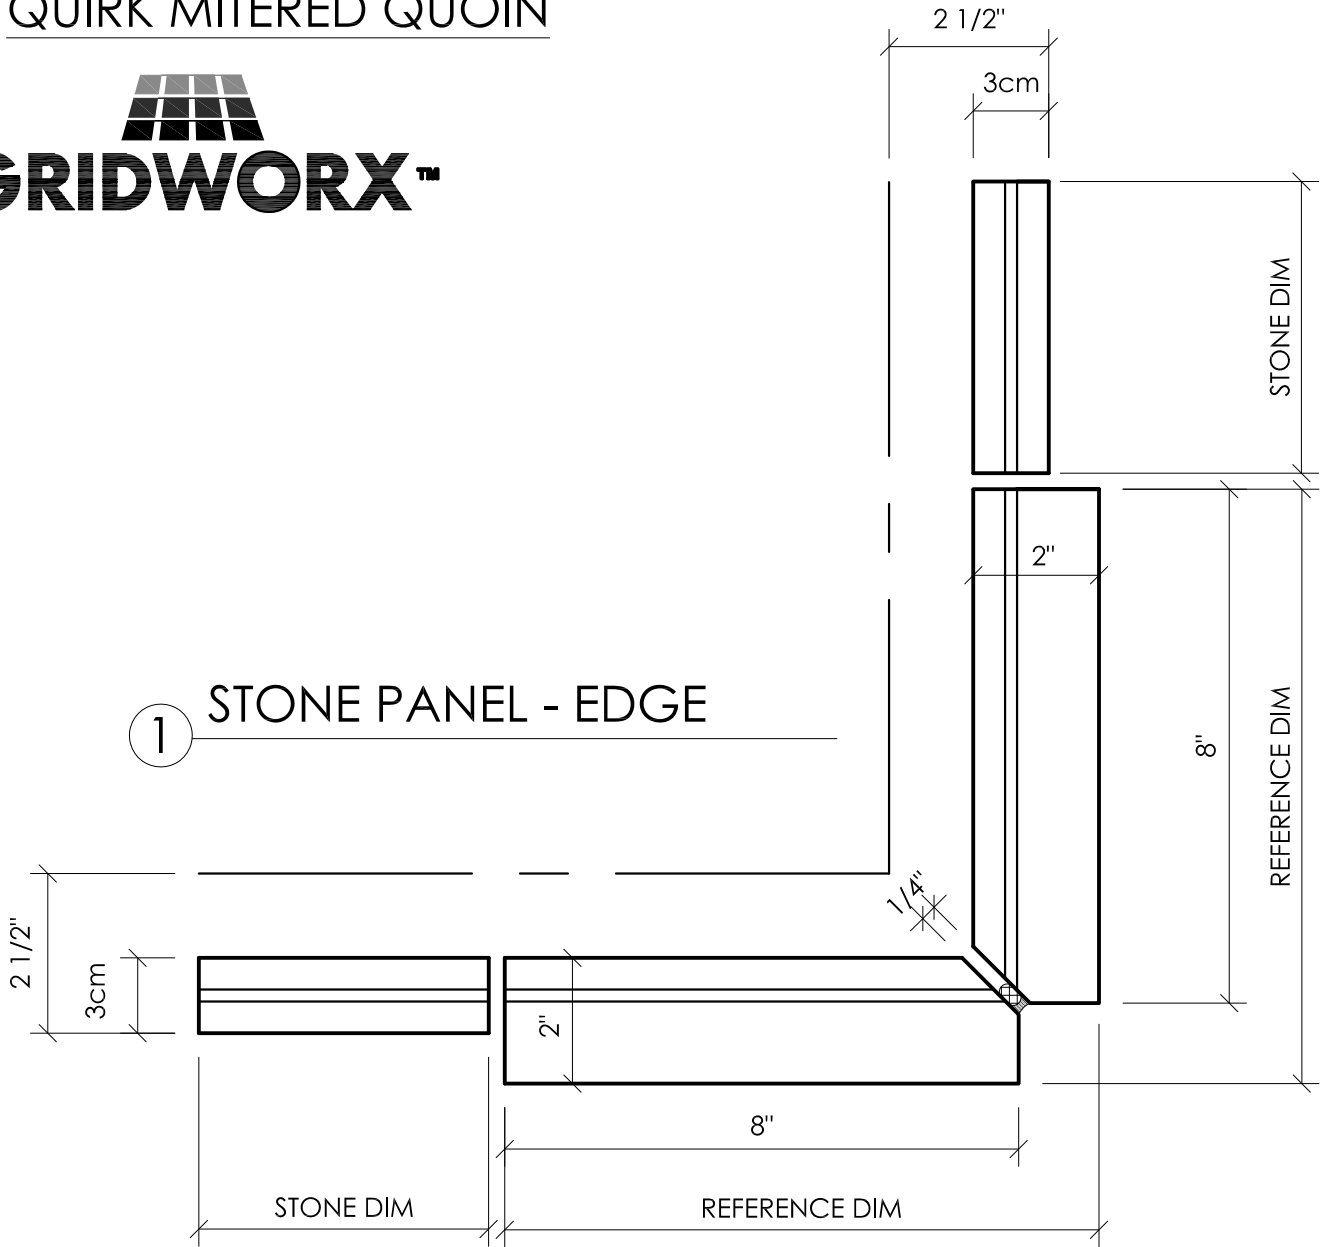 QUIRK MITERED QUOIN
GRIDWORX™
2 1/2"
3cm
STONE DIM
2"
8"
REFERENCE DIM
1 STONE PANEL - EDGE
1/4"
2 1/2"
3cm
2"
8"
STONE DIM
REFERENCE DIM